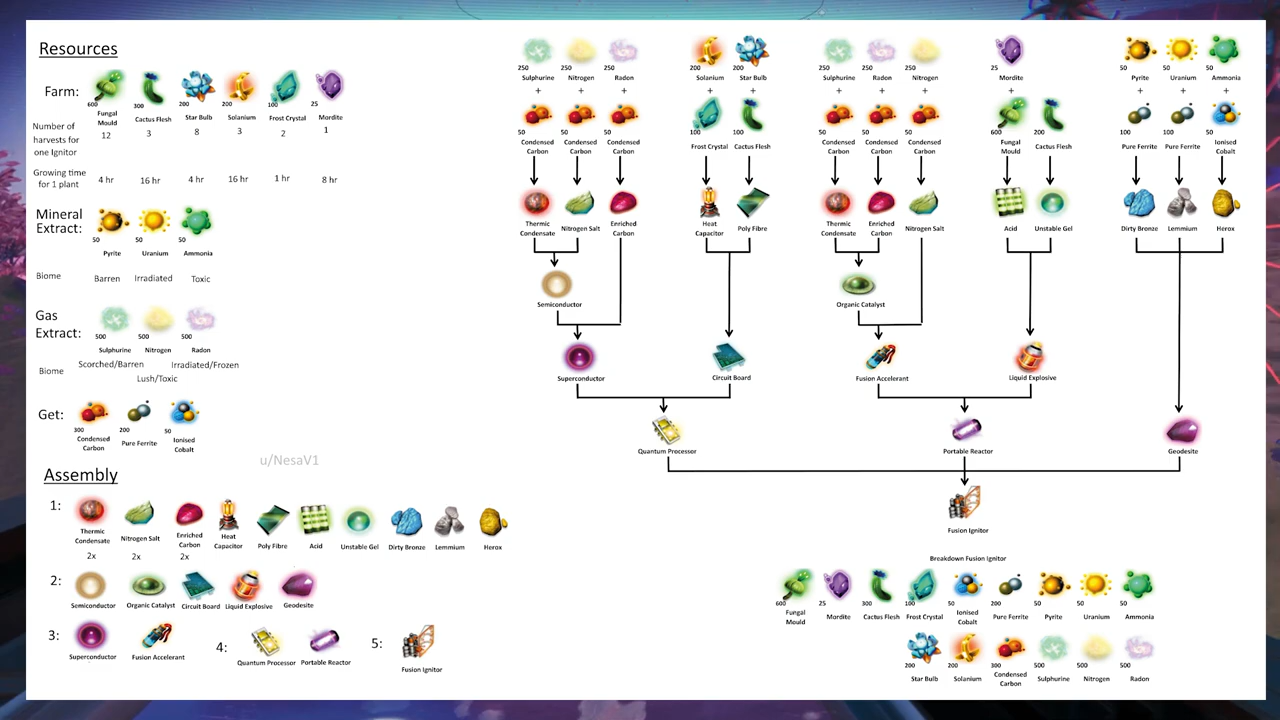 Resources
Farm:
600 300 200 200 100 25
Fungal Mould Cactus Flesh Star Bulb Solanium Frost Crystal Mordite
Number of harvests for one Ignitor
12 3 8 3 2 1
Growing time for 1 plant
4 hr 16 hr 4 hr 16 hr 1 hr 8 hr
Mineral Extract:
50 50 50
Pyrite Uranium Ammonia
Biome Barren Irradiated Toxic
Gas Extract:
500 500 500
Sulphurine Nitrogen Radon
Biome
Scorched/Barren Irradiated/Frozen
Lush/Toxic
Get:
300 200 50
Condensed Carbon Pure Ferrite Ionised Cobalt
u/NesaV1
Assembly
1:
Thermic Condensate Nitrogen Salt Enriched Carbon Heat Capacitor Poly Fibre Acid Unstable Gel Dirty Bronze Lemmium Herox
2x 2x 2x
2:
Semiconductor Organic Catalyst Circuit Board Liquid Explosive Geodesite
3:
Superconductor Fusion Accelerant
4:
Quantum Processor Portable Reactor
5:
Fusion Ignitor
250 250 250 200 200 250 250 250 25 50 50 50
Sulphurine Nitrogen Radon Solanium Star Bulb Sulphurine Radon Nitrogen Mordite Pyrite Uranium Ammonia
+ + + + + + + + + + + +
50 50 50 100 100 50 50 50 600 200 100 100 50
Condensed Carbon Condensed Carbon Condensed Carbon Frost Crystal Cactus Flesh Condensed Carbon Condensed Carbon Condensed Carbon Fungal Mould Cactus Flesh Pure Ferrite Pure Ferrite Ionised Cobalt
Thermic Condensate Nitrogen Salt Enriched Carbon Heat Capacitor Poly Fibre Thermic Condensate Enriched Carbon Nitrogen Salt Acid Unstable Gel Dirty Bronze Lemmium Herox
Semiconductor Organic Catalyst
Superconductor Circuit Board Fusion Accelerant Liquid Explosive
Quantum Processor Portable Reactor Geodesite
Fusion Ignitor
Breakdown Fusion Ignitor
600 25 300 100 50 200 50 50 50
Fungal Mould Mordite Cactus Flesh Frost Crystal Ionised Cobalt Pure Ferrite Pyrite Uranium Ammonia
200 200 300 500 500 500
Star Bulb Solanium Condensed Carbon Sulphurine Nitrogen Radon